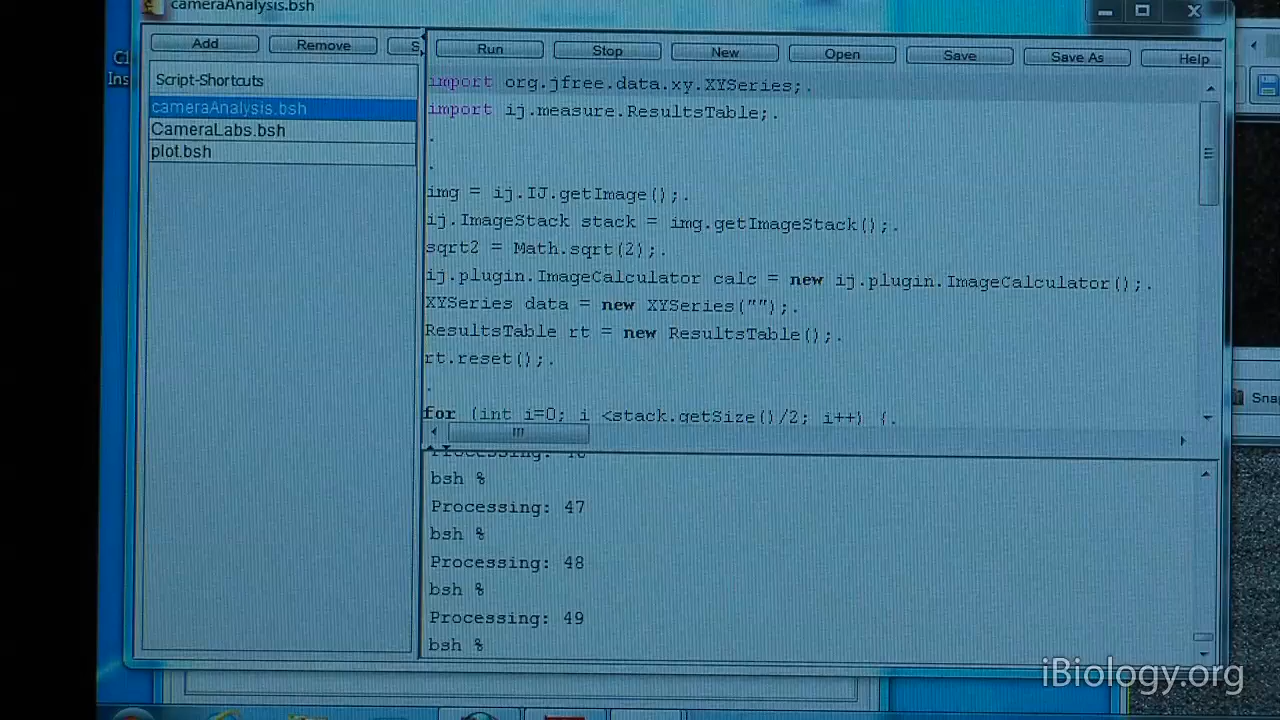 cameraAnalysis.bsh
Add Remove S Run Stop New Open Save Save As Help
Script-Shortcuts
cameraAnalysis.bsh
CameraLabs.bsh
plot.bsh
import org.jfree.data.xy.XYSeries;.
import ij.measure.ResultsTable;.
.
.
img = ij.IJ.getImage();.
ij.ImageStack stack = img.getImageStack();.
sqrt2 = Math.sqrt(2);.
ij.plugin.ImageCalculator calc = new ij.plugin.ImageCalculator();.
XYSeries data = new XYSeries("");.
ResultsTable rt = new ResultsTable();.
rt.reset();.
.
for (int i=0; i <stack.getSize()/2; i++) {.
bsh %
Processing: 47
bsh %
Processing: 48
bsh %
Processing: 49
bsh %
iBiology.org